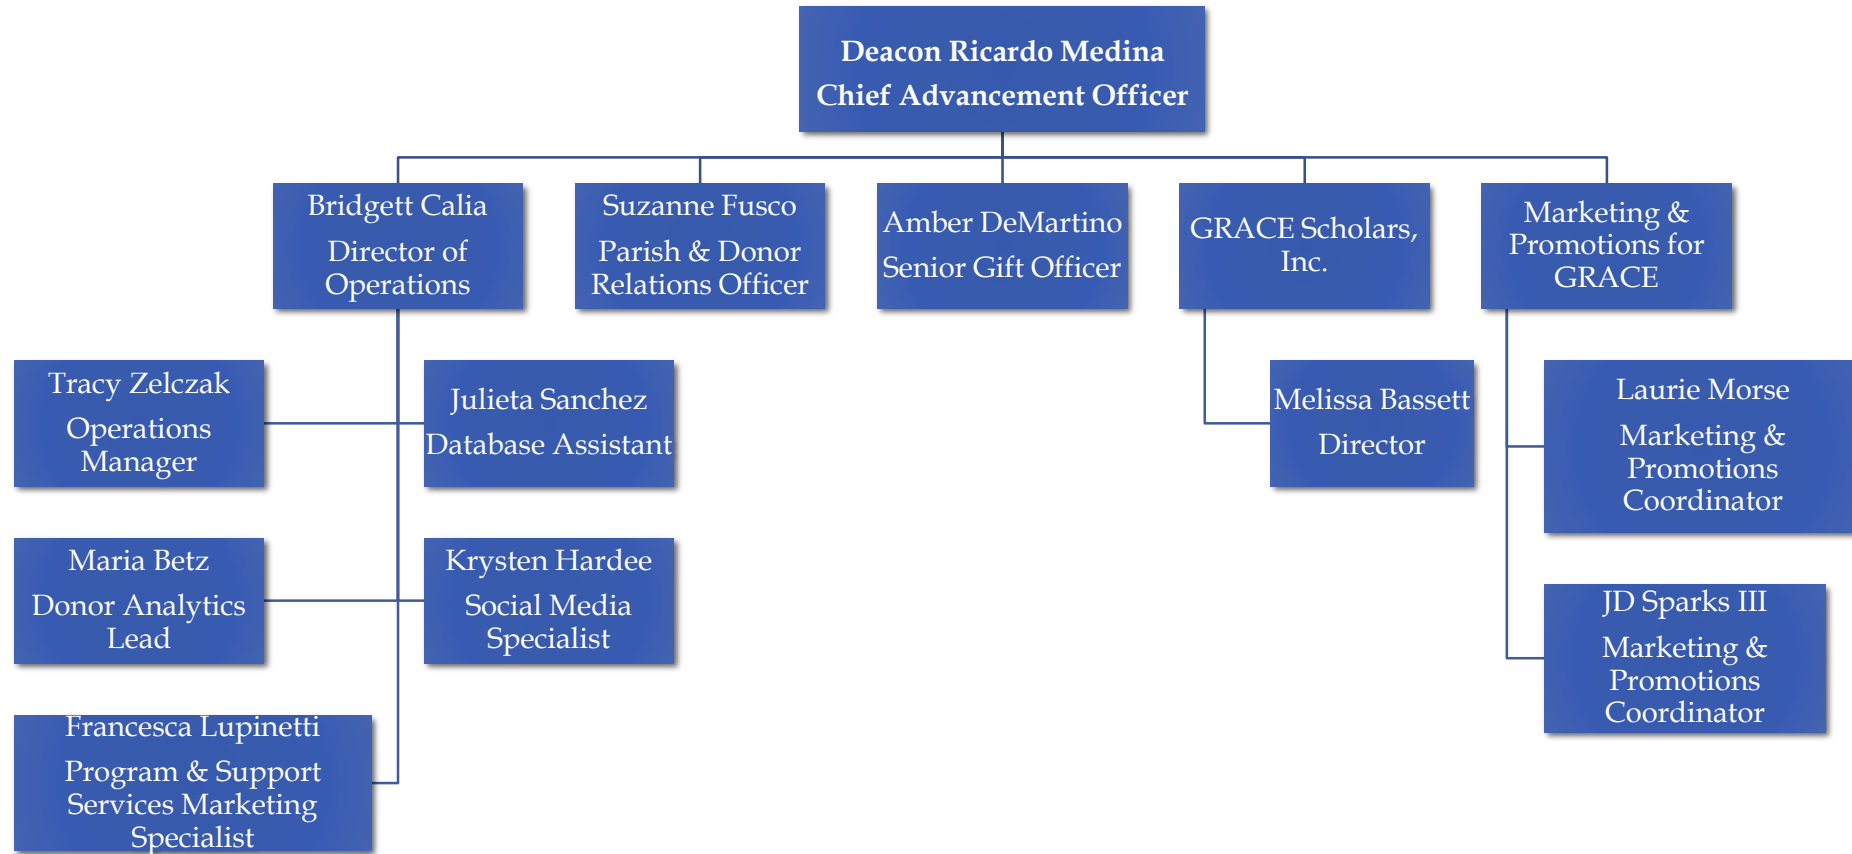 Deacon Ricardo Medina
Chief Advancement Officer
Bridgett Calia
Director of
Operations
Suzanne Fusco
Parish & Donor
Relations Officer
Amber DeMartino
Senior Gift Officer
GRACE Scholars,
Inc.
Marketing &
Promotions for
GRACE
Tracy Zelczak
Operations
Manager
Julieta Sanchez
Database Assistant
Melissa Bassett
Director
Laurie Morse
Marketing &
Promotions
Coordinator
Maria Betz
Donor Analytics
Lead
Krysten Hardee
Social Media
Specialist
JD Sparks III
Marketing &
Promotions
Coordinator
Francesca Lupinetti
Program & Support
Services Marketing
Specialist